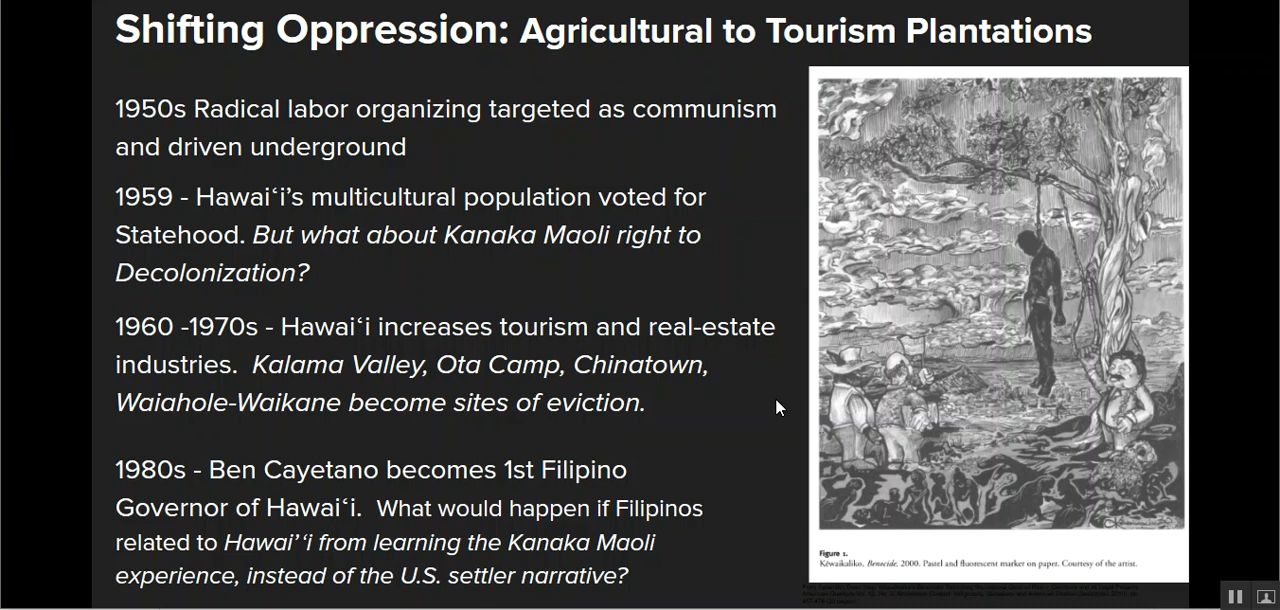 Shifting Oppression: Agricultural to Tourism Plantations
1950s Radical labor organizing targeted as communism
and driven underground
1959 - Hawaiʻi’s multicultural population voted for
Statehood. But what about Kanaka Maoli right to
Decolonization?
1960 -1970s - Hawaiʻi increases tourism and real-estate
industries. Kalama Valley, Ota Camp, Chinatown,
Waiahole-Waikane become sites of eviction.
1980s - Ben Cayetano becomes 1st Filipino
Governor of Hawaiʻi. What would happen if Filipinos
related to Hawai’ʻi from learning the Kanaka Maoli
experience, instead of the U.S. settler narrative?
Figure 1.
Kēwaikaliko, Benocide, 2000. Pastel and fluorescent marker on paper. Courtesy of the artist.